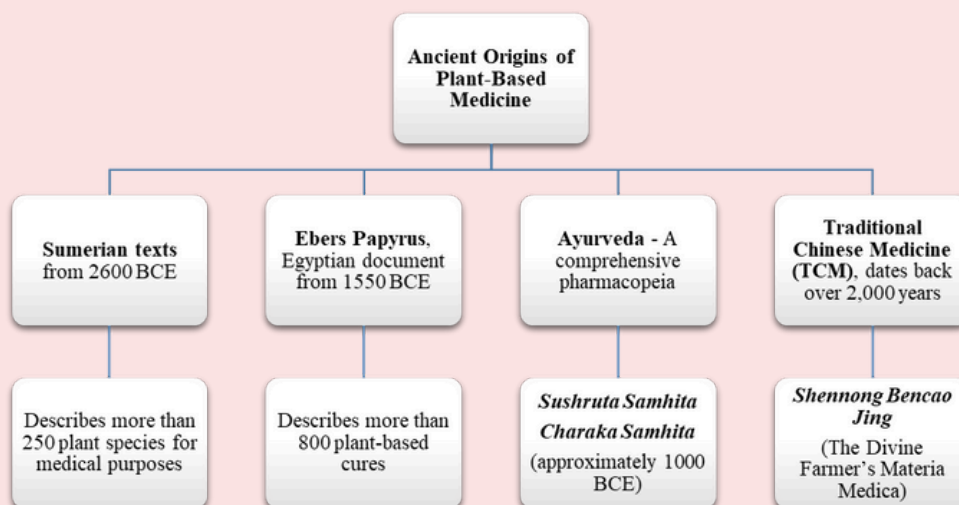 Ancient Origins of
Plant-Based
Medicine
Sumerian texts
from 2600 BCE
Ebers Papyrus,
Egyptian document
from 1550 BCE
Ayurveda - A
comprehensive
pharmacopeia
Traditional
Chinese Medicine
(TCM), dates back
over 2,000 years
Describes more than
250 plant species for
medical purposes
Describes more than
800 plant-based
cures
Sushruta Samhita
Charaka Samhita
(approximately 1000
BCE)
Shennong Bencao
Jing
(The Divine
Farmer's Materia
Medica)